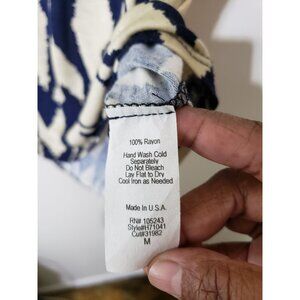 100% Rayon
Hand Wash Cold
Separately
Do Not Bleach
Lay Flat to Dry
Cool Iron as Needed
Made in U.S.A.
RN# 105243
Style#H71041
Cut#31982
M